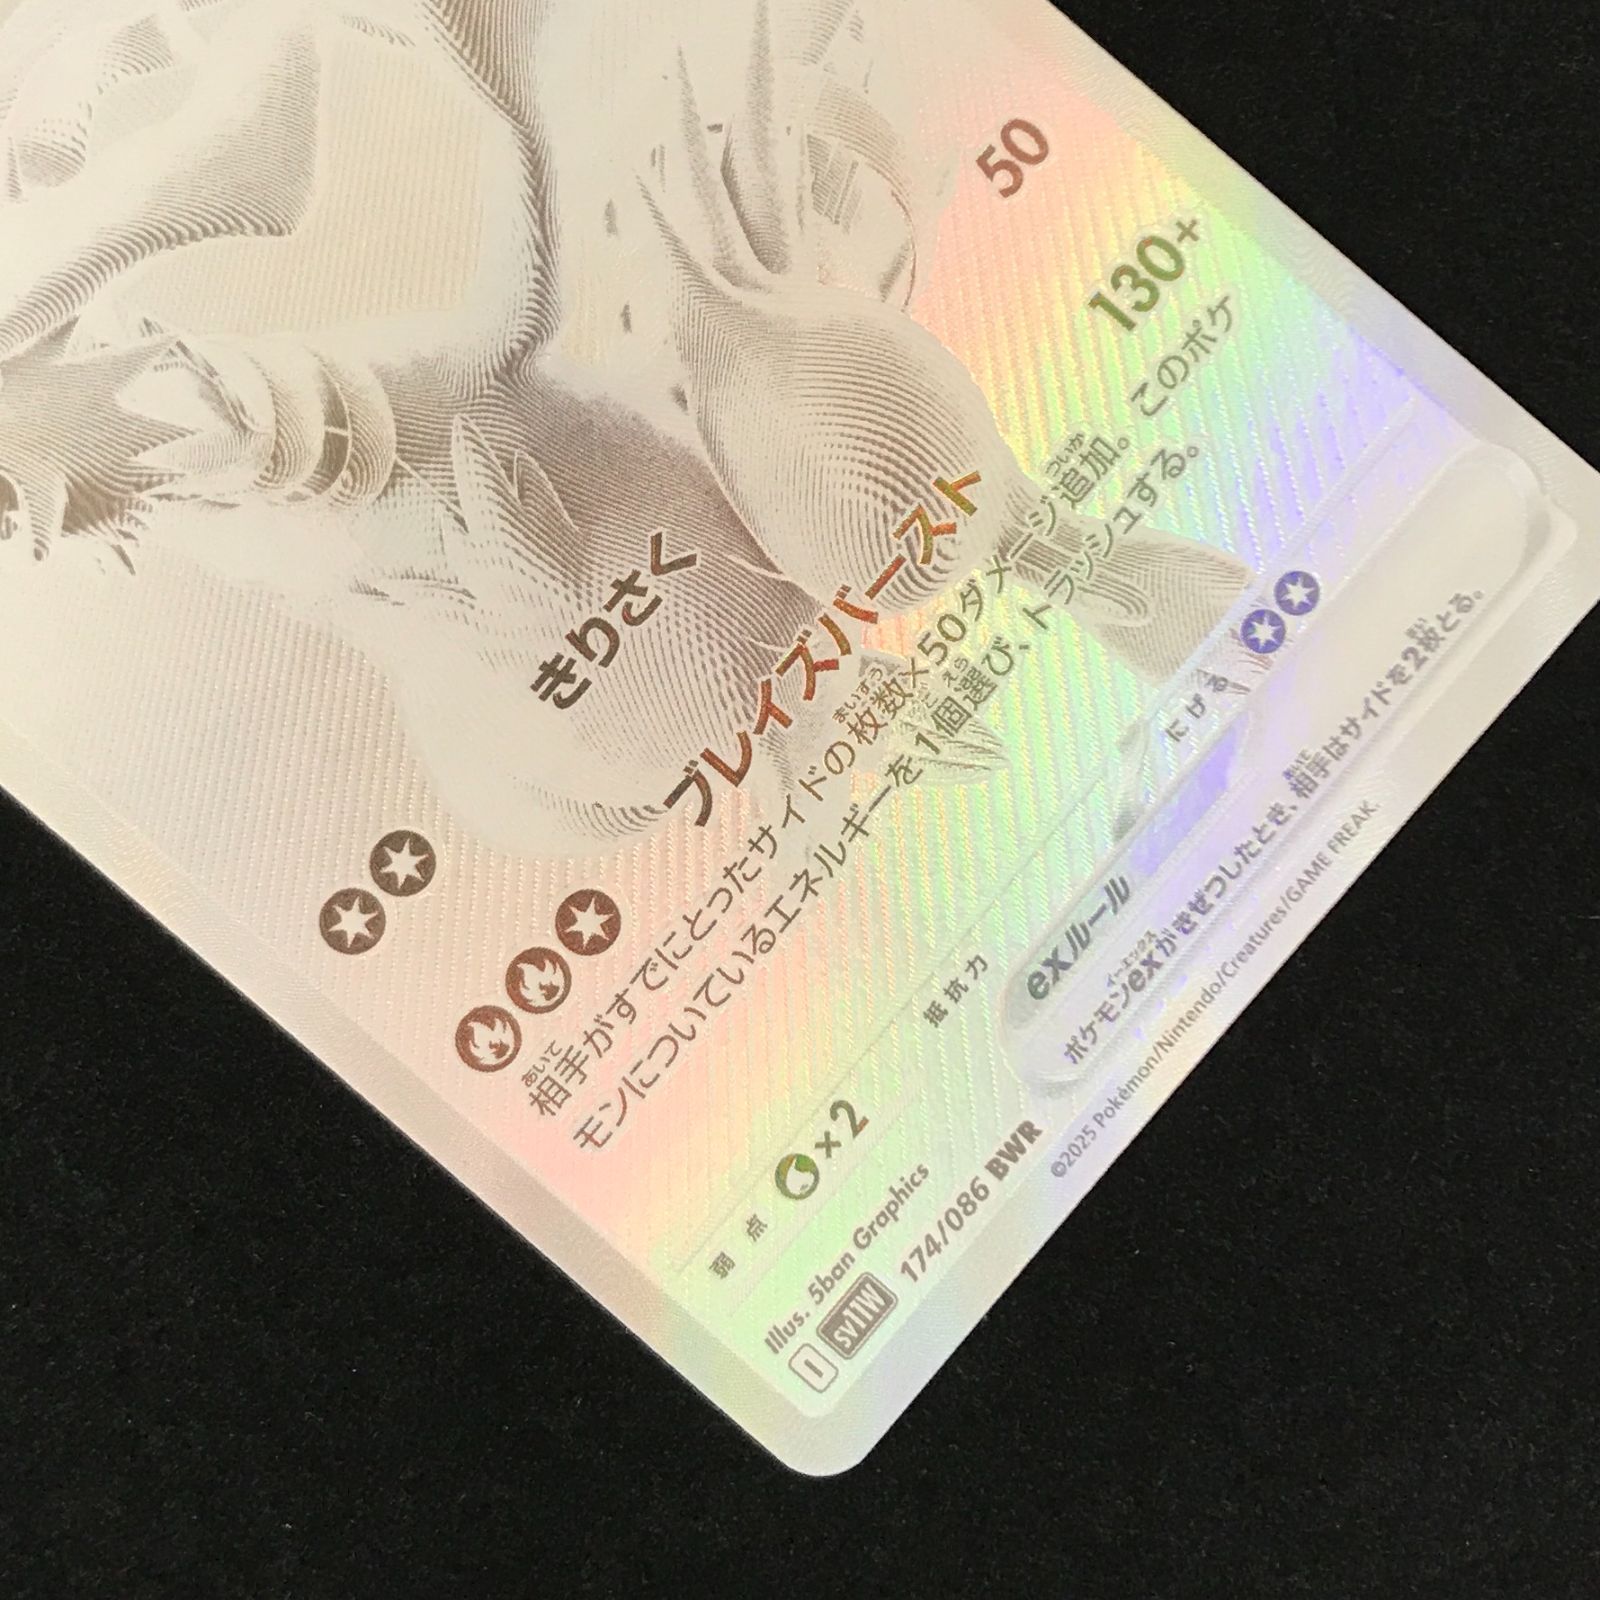 きりさく 50
ブレイズバースト 130+
相手がすでにとったサイドの枚数×50ダメージ追加。このポケ
モンについているエネルギーを1個選び、トラッシュする。
弱点 ×2 抵抗力 にげる
exルール
ポケモンexがきぜつしたとき、相手はサイドを2枚とる。
Illus. 5ban Graphics
I SV11W 174/086 BWR
©2025 Pokémon/Nintendo/Creatures/GAME FREAK.